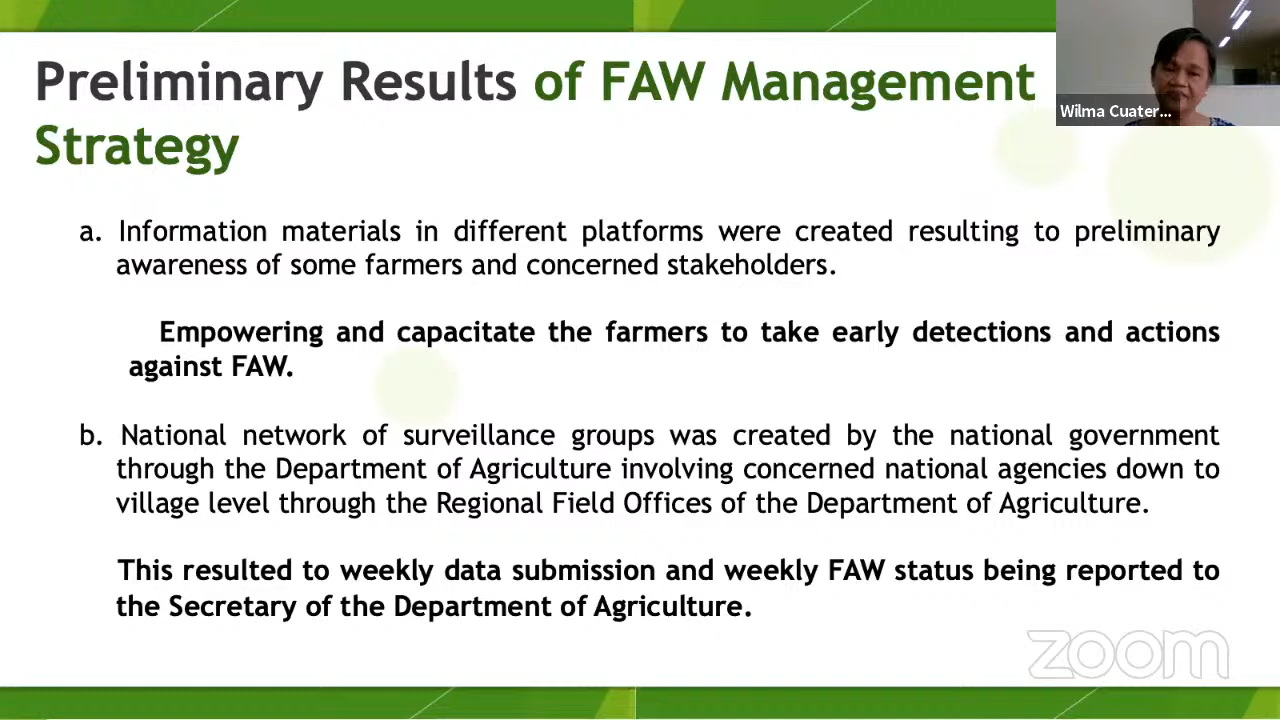 Preliminary Results of FAW Management
Strategy
Wilma Cuater...
a. Information materials in different platforms were created resulting to preliminary
awareness of some farmers and concerned stakeholders.
Empowering and capacitate the farmers to take early detections and actions
against FAW.
b. National network of surveillance groups was created by the national government
through the Department of Agriculture involving concerned national agencies down to
village level through the Regional Field Offices of the Department of Agriculture.
This resulted to weekly data submission and weekly FAW status being reported to
the Secretary of the Department of Agriculture.
zoom